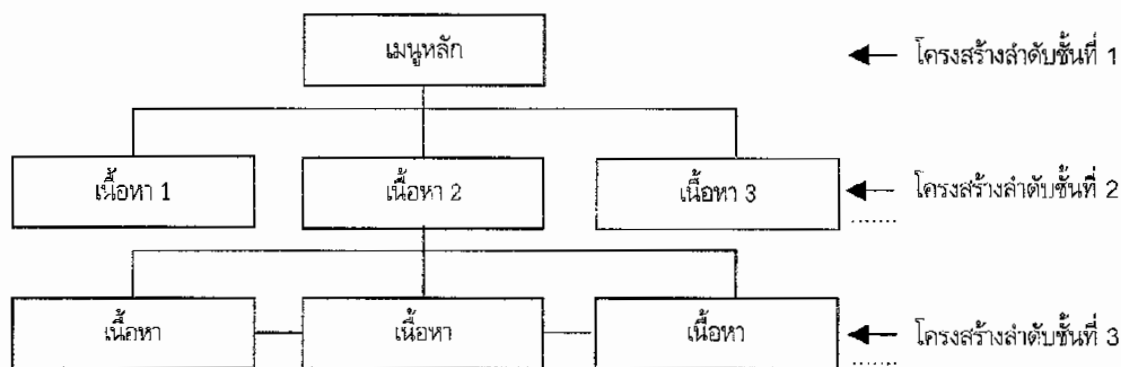 เมนูหลัก
โครงสร้างลำดับชั้นที่ 1
เนื้อหา 1
เนื้อหา 2
เนื้อหา 3
โครงสร้างลำดับชั้นที่ 2
เนื้อหา
เนื้อหา
เนื้อหา
โครงสร้างลำดับชั้นที่ 3